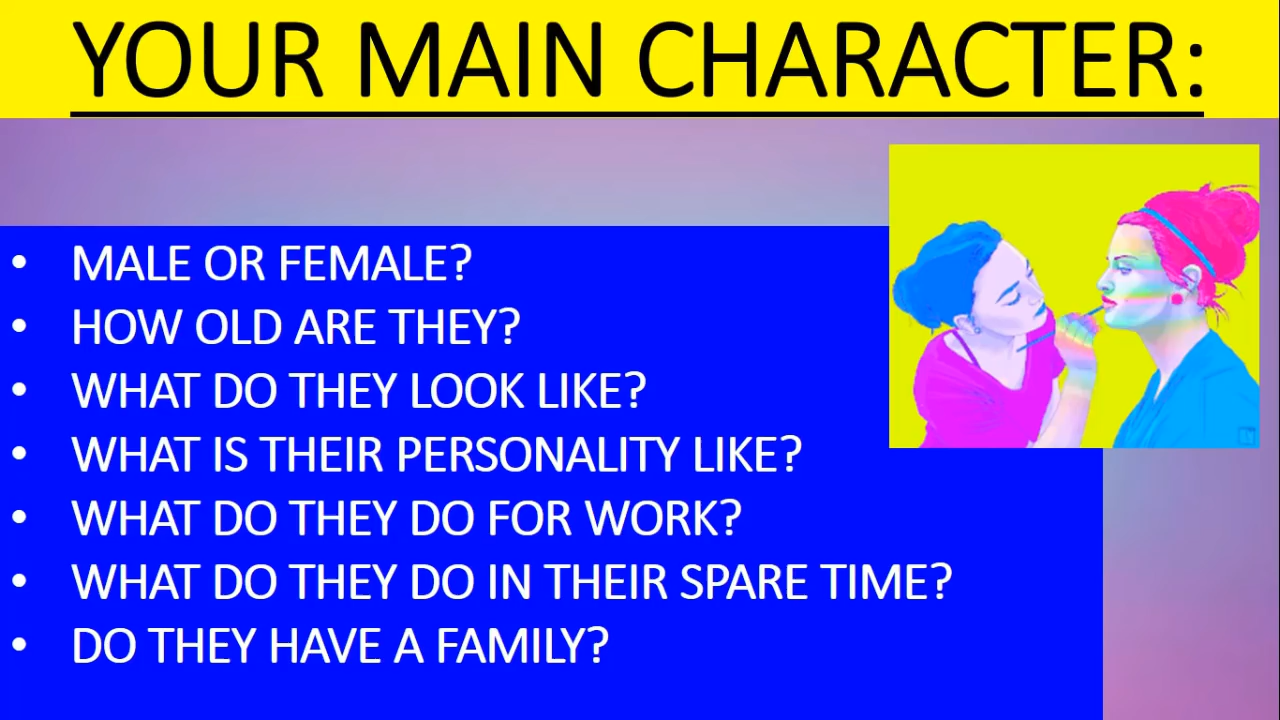 YOUR MAIN CHARACTER:
• MALE OR FEMALE?
• HOW OLD ARE THEY?
• WHAT DO THEY LOOK LIKE?
• WHAT IS THEIR PERSONALITY LIKE?
• WHAT DO THEY DO FOR WORK?
• WHAT DO THEY DO IN THEIR SPARE TIME?
• DO THEY HAVE A FAMILY?